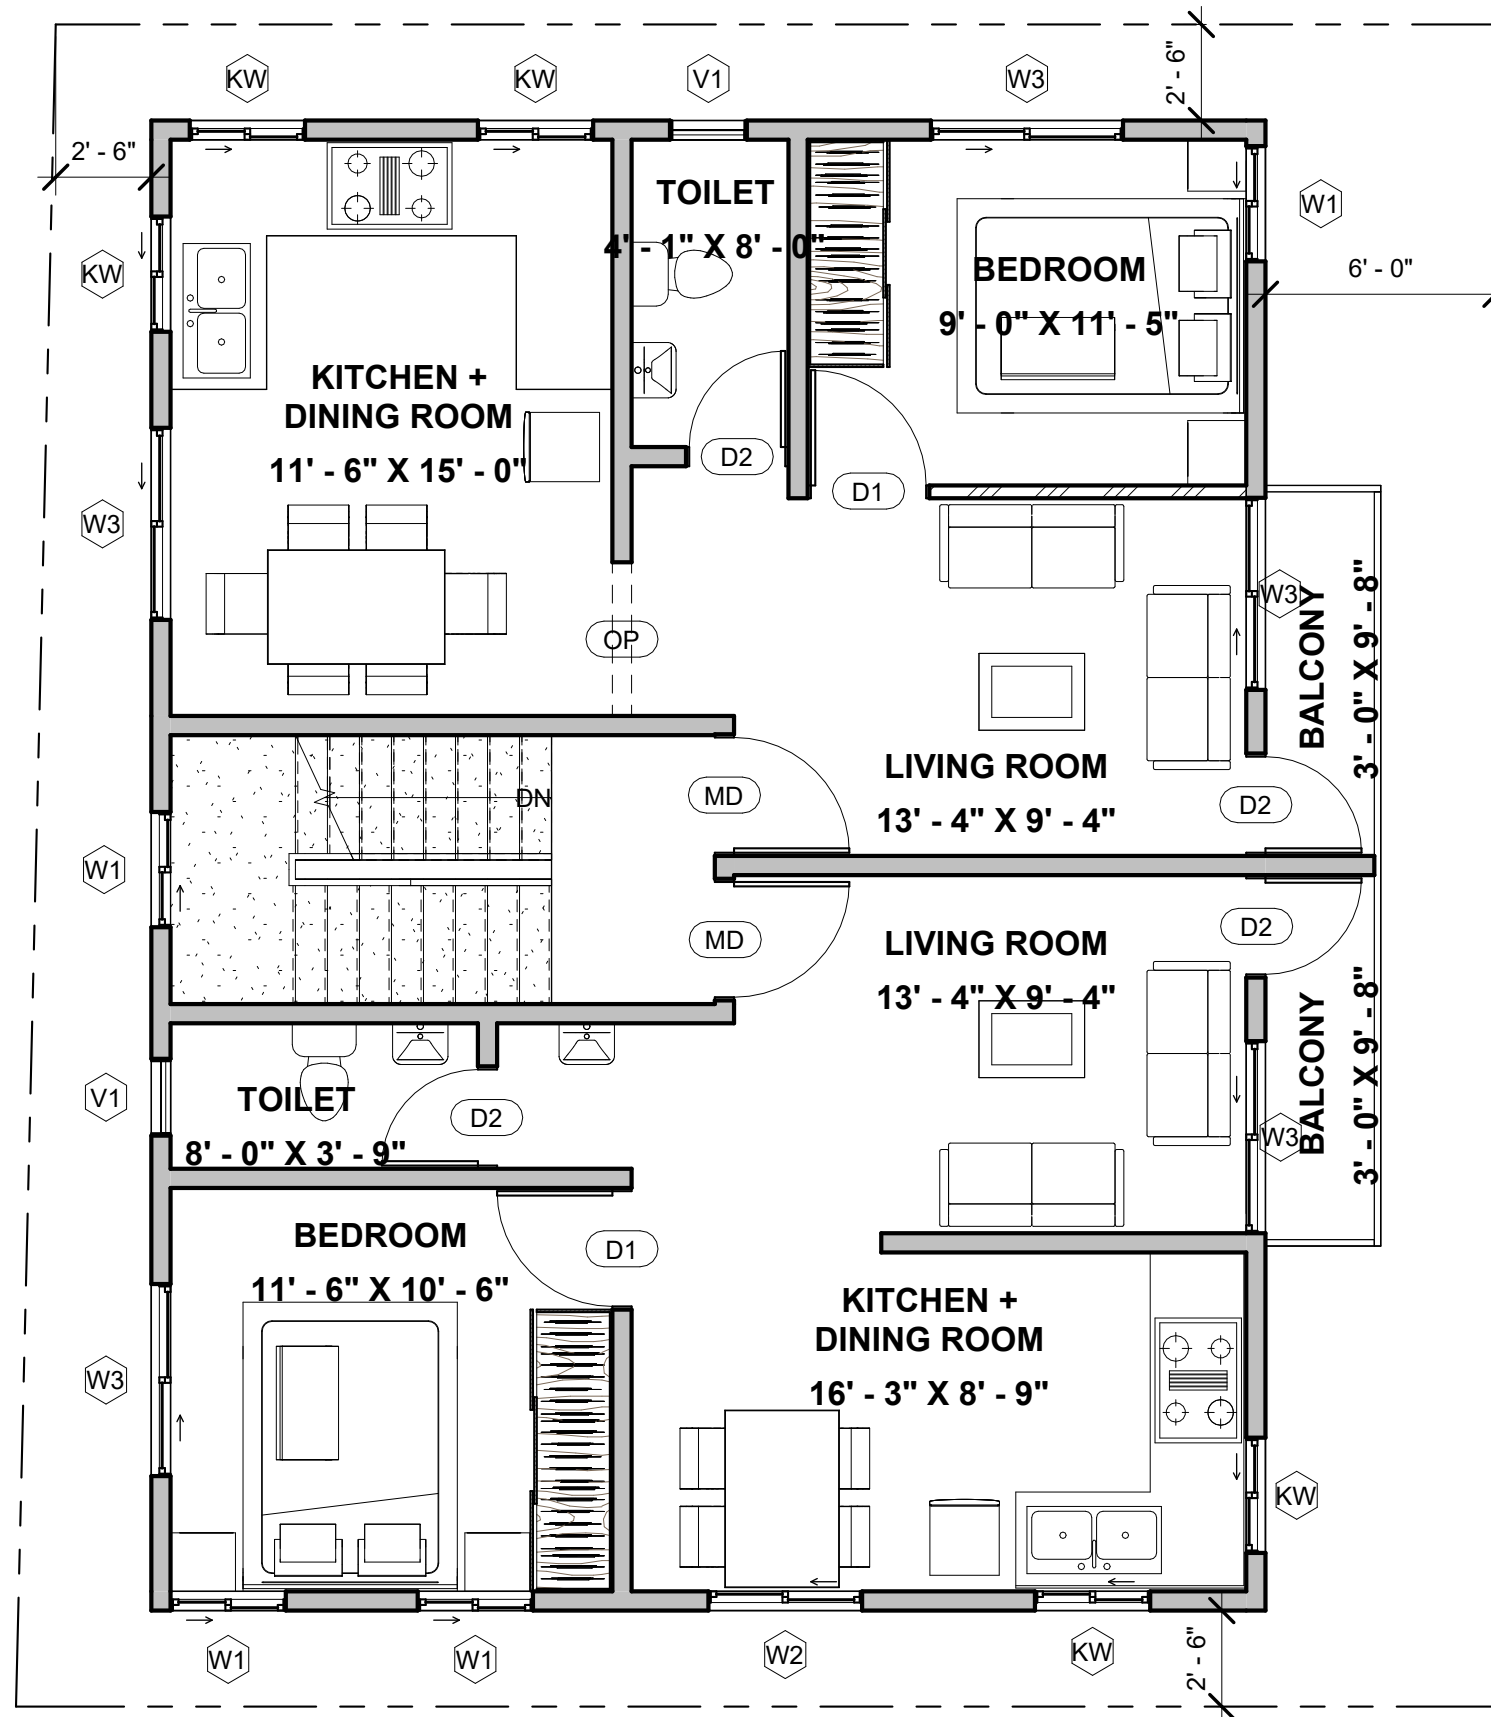 KW
KW
V1
W3
2' - 6"
2' - 6"
TOILET
4' - 1" X 8' - 0"
W1
KW
BEDROOM
9' - 0" X 11' - 5"
6' - 0"
KITCHEN +
DINING ROOM
11' - 6" X 15' - 0"
D2
D1
W3
W3
BALCONY
3' - 0" X 9' - 8"
OP
LIVING ROOM
13' - 4" X 9' - 4"
DN
MD
D2
W1
MD
D2
LIVING ROOM
13' - 4" X 9' - 4"
BALCONY
3' - 0" X 9' - 8"
V1
TOILET
8' - 0" X 3' - 9"
D2
W3
BEDROOM
11' - 6" X 10' - 6"
D1
KITCHEN +
DINING ROOM
16' - 3" X 8' - 9"
W3
KW
W1
W1
W2
KW
2' - 6"